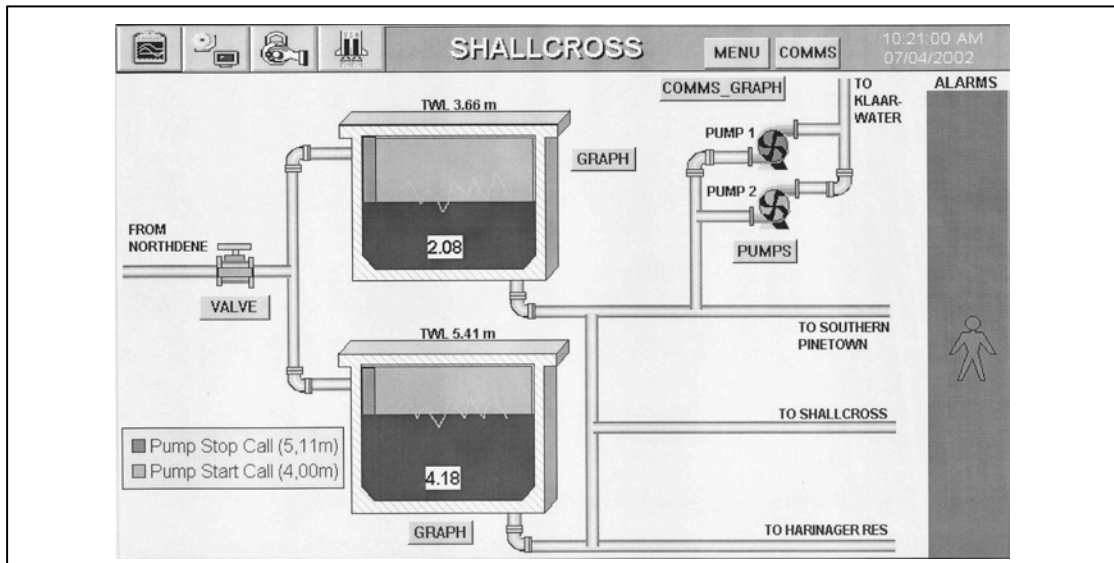 SHALLCROSS
MENU
COMMS
10:21:00 AM
07/04/2002
COMMS_GRAPH
TO
KLAAR-
WATER
ALARMS
TWL 3.66 m
GRAPH
PUMP 1
PUMP 2
PUMPS
FROM
NORTHDENE
VALVE
2.08
TO SOUTHERN
PINETOWN
TWL 5.41 m
TO SHALLCROSS
Pump Stop Call (5,11m)
Pump Start Call (4,00m)
4.18
GRAPH
TO HARINAGER RES